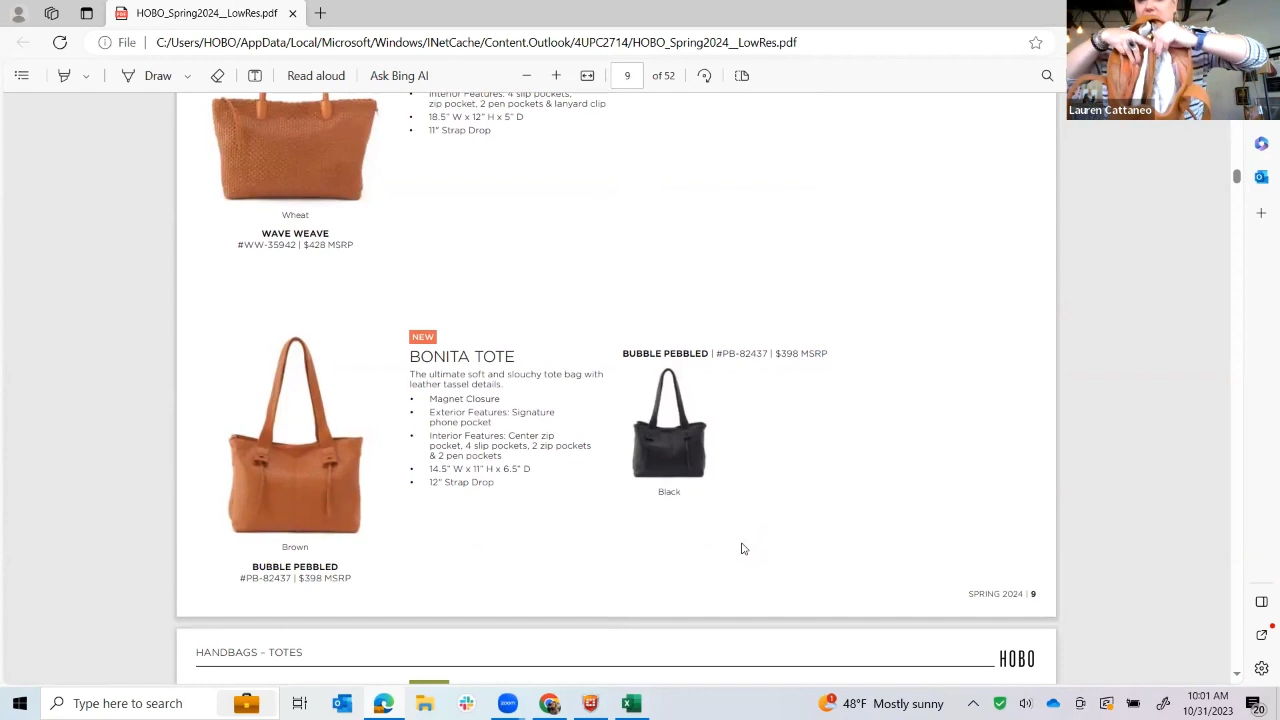 HOBO_Spring2024__LowRes.pdf
File
C:/Users/HOBO/AppData/Local/Microsoft/Windows/INetCache/Content.Outlook/4UPC2714/HOBO_Spring2024__LowRes.pdf
Draw
Read aloud
Ask Bing AI
9
of 52
Lauren Cattaneo
• Interior Features: 4 slip pockets,
zip pocket, 2 pen pockets & lanyard clip
• 18.5" W x 12" H x 5" D
• 11" Strap Drop
Wheat
WAVE WEAVE
#WW-35942 | $428 MSRP
NEW
BONITA TOTE
The ultimate soft and slouchy tote bag with
leather tassel details.
• Magnet Closure
• Exterior Features: Signature
phone pocket
• Interior Features: Center zip
pocket, 4 slip pockets, 2 zip pockets
& 2 pen pockets
• 14.5" W x 11" H x 6.5" D
• 12" Strap Drop
BUBBLE PEBBLED | #PB-82437 | $398 MSRP
Black
Brown
BUBBLE PEBBLED
#PB-82437 | $398 MSRP
SPRING 2024 | 9
HANDBAGS – TOTES
HOBO
Type here to search
zoom
1
48°F Mostly sunny
10:01 AM
10/31/2023
20